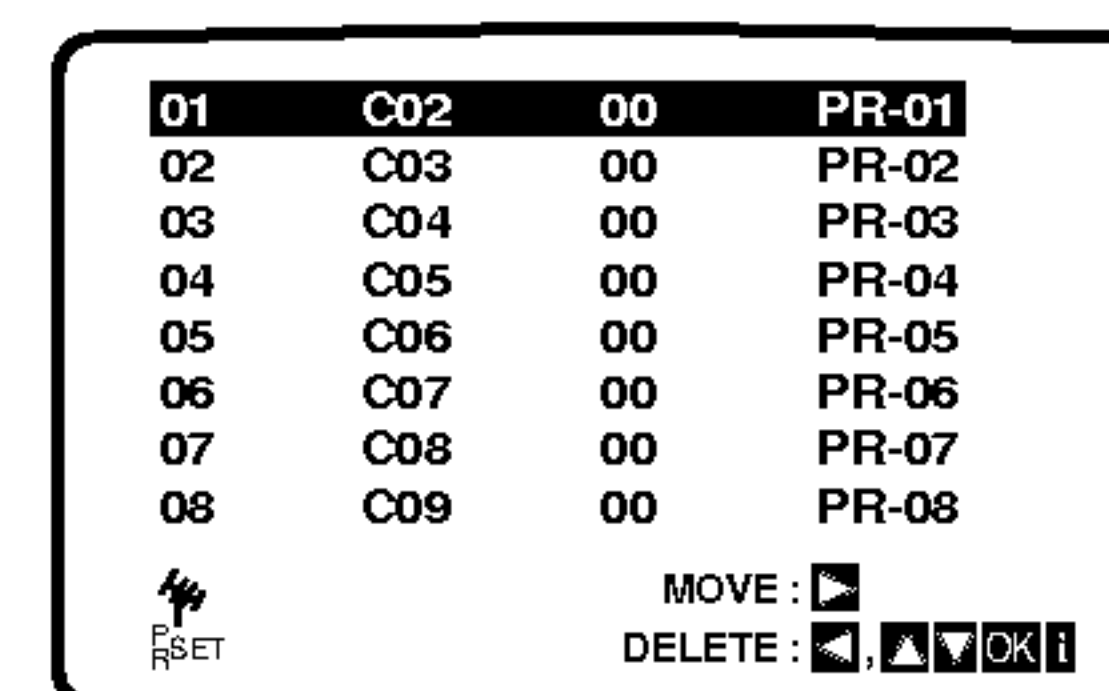 01 C02 00 PR-01
02 C03 00 PR-02
03 C04 00 PR-03
04 C05 00 PR-04
05 C06 00 PR-05
06 C07 00 PR-06
07 C08 00 PR-07
08 C09 00 PR-08
MOVE : ▷
PR SET DELETE : ◁ , △ ▽ OK i